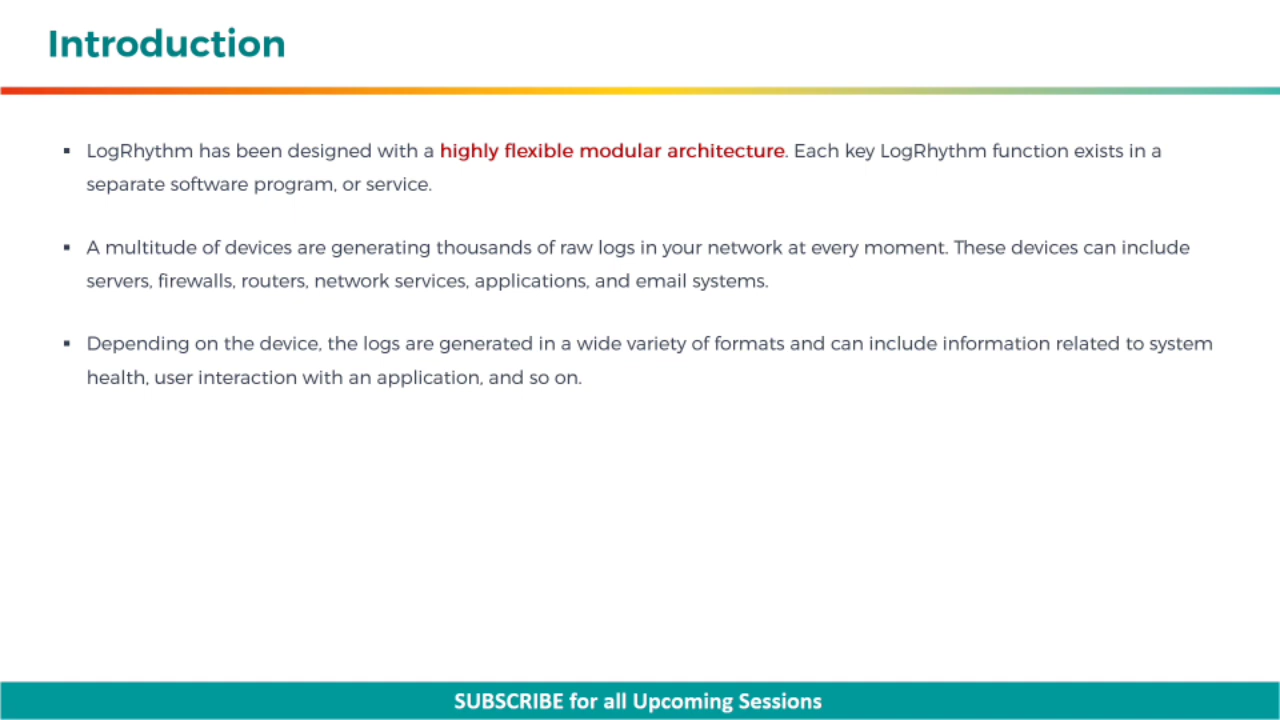 Introduction
▪ LogRhythm has been designed with a highly flexible modular architecture. Each key LogRhythm function exists in a
separate software program, or service.
▪ A multitude of devices are generating thousands of raw logs in your network at every moment. These devices can include
servers, firewalls, routers, network services, applications, and email systems.
▪ Depending on the device, the logs are generated in a wide variety of formats and can include information related to system
health, user interaction with an application, and so on.
SUBSCRIBE for all Upcoming Sessions